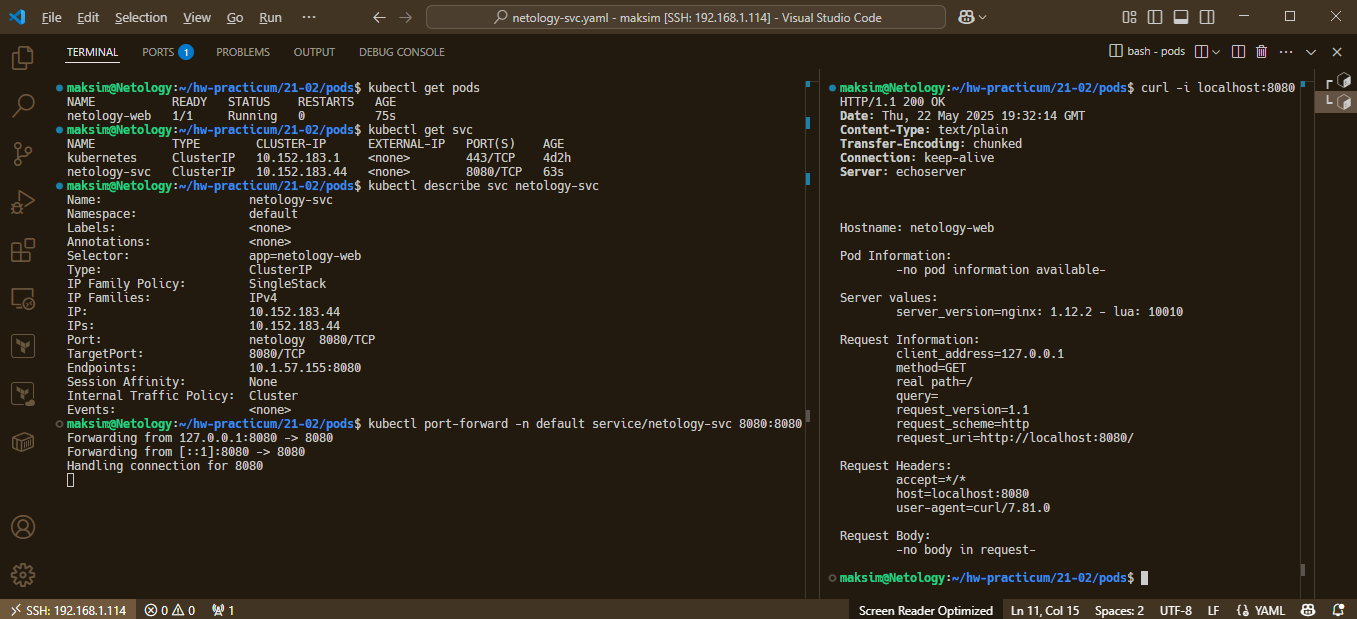 File Edit Selection View Go Run ···
netology-svc.yaml - maksim [SSH: 192.168.1.114] - Visual Studio Code
TERMINAL PORTS 1 PROBLEMS OUTPUT DEBUG CONSOLE
bash - pods
maksim@Netology:~/hw-practicum/21-02/pods$ kubectl get pods
NAME READY STATUS RESTARTS AGE
netology-web 1/1 Running 0 75s
maksim@Netology:~/hw-practicum/21-02/pods$ kubectl get svc
NAME TYPE CLUSTER-IP EXTERNAL-IP PORT(S) AGE
kubernetes ClusterIP 10.152.183.1 <none> 443/TCP 4d2h
netology-svc ClusterIP 10.152.183.44 <none> 8080/TCP 63s
maksim@Netology:~/hw-practicum/21-02/pods$ kubectl describe svc netology-svc
Name: netology-svc
Namespace: default
Labels: <none>
Annotations: <none>
Selector: app=netology-web
Type: ClusterIP
IP Family Policy: SingleStack
IP Families: IPv4
IP: 10.152.183.44
IPs: 10.152.183.44
Port: netology 8080/TCP
TargetPort: 8080/TCP
Endpoints: 10.1.57.155:8080
Session Affinity: None
Internal Traffic Policy: Cluster
Events: <none>
maksim@Netology:~/hw-practicum/21-02/pods$ kubectl port-forward -n default service/netology-svc 8080:8080
Forwarding from 127.0.0.1:8080 -> 8080
Forwarding from [::1]:8080 -> 8080
Handling connection for 8080
maksim@Netology:~/hw-practicum/21-02/pods$ curl -i localhost:8080
HTTP/1.1 200 OK
Date: Thu, 22 May 2025 19:32:14 GMT
Content-Type: text/plain
Transfer-Encoding: chunked
Connection: keep-alive
Server: echoserver
Hostname: netology-web
Pod Information:
-no pod information available-
Server values:
server_version=nginx: 1.12.2 - lua: 10010
Request Information:
client_address=127.0.0.1
method=GET
real path=/
query=
request_version=1.1
request_scheme=http
request_uri=http://localhost:8080/
Request Headers:
accept=*/*
host=localhost:8080
user-agent=curl/7.81.0
Request Body:
-no body in request-
maksim@Netology:~/hw-practicum/21-02/pods$
SSH: 192.168.1.114 0 0 1 Screen Reader Optimized Ln 11, Col 15 Spaces: 2 UTF-8 LF YAML